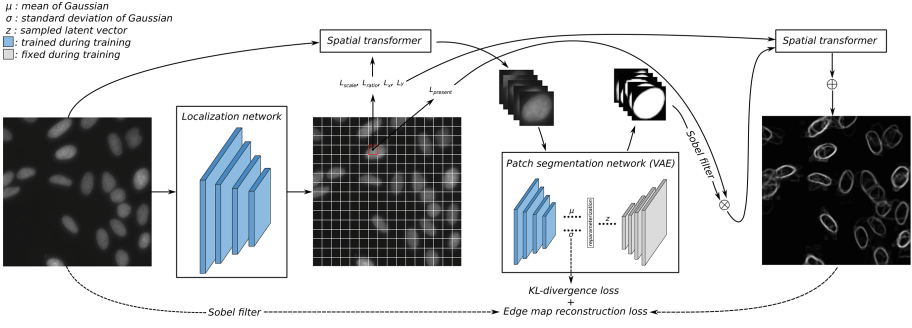 μ : mean of Gaussian
σ : standard deviation of Gaussian
z : sampled latent vector
: trained during training
: fixed during training
Spatial transformer
Spatial transformer
L_scale, L_ratio, L_x, L_y
L_present
Localization network
Sobel filter
Patch segmentation network (VAE)
μ
σ
reparameterization
z
KL-divergence loss
+
Edge map reconstruction loss
Sobel filter